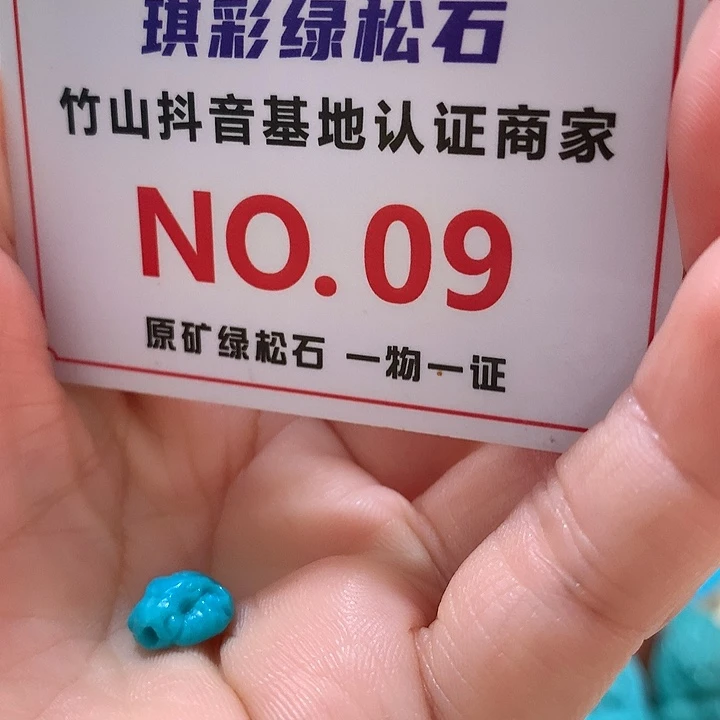 琪彩绿松石
竹山抖音基地认证商家
NO. 09
原矿绿松石 一物一证